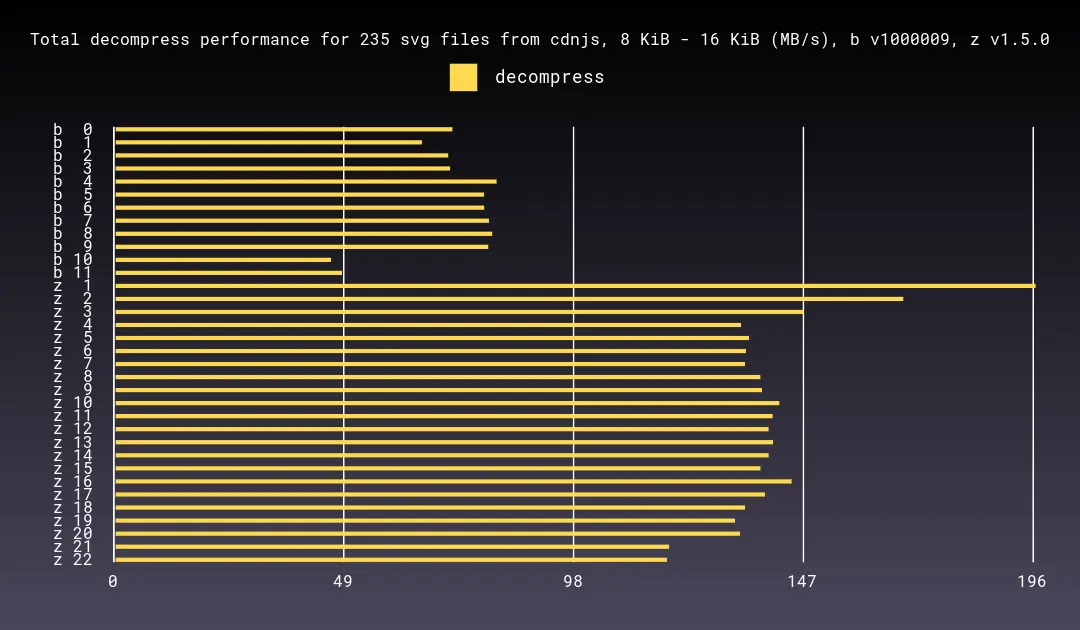 Total decompress performance for 235 svg files from cdnjs, 8 KiB - 16 KiB (MB/s), b v1000009, z v1.5.0
decompress
b  0
b  1
b  2
b  3
b  4
b  5
b  6
b  7
b  8
b  9
b 10
b 11
z  1
z  2
z  3
z  4
z  5
z  6
z  7
z  8
z  9
z 10
z 11
z 12
z 13
z 14
z 15
z 16
z 17
z 18
z 19
z 20
z 21
z 22
0 49 98 147 196